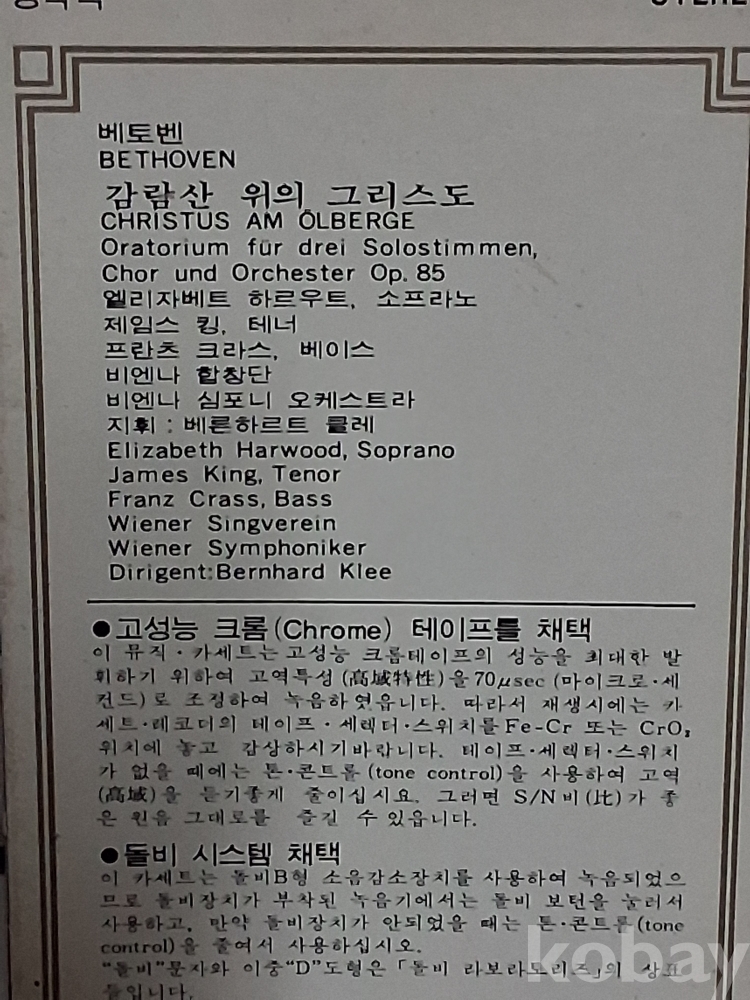 베토벤
BETHOVEN
감람산 위의 그리스도
CHRISTUS AM ÖLBERGE
Oratorium für drei Solostimmen,
Chor und Orchester Op. 85
엘리자베트 하르우트, 소프라노
제임스 킹, 테너
프란츠 크라스, 베이스
비엔나 합창단
비엔나 심포니 오케스트라
지휘 : 베른하르트 클레
Elizabeth Harwood, Soprano
James King, Tenor
Franz Crass, Bass
Wiener Singverein
Wiener Symphoniker
Dirigent:Bernhard Klee
●고성능 크롬(Chrome) 테이프를 채택
이 뮤직·카세트는 고성능 크롬테이프의 성능을 최대한 발
휘하기 위하여 고역특성(高域特性)을 70μsec (마이크로·세
컨드)로 조정하여 녹음하였읍니다. 따라서 재생시에는 카
세트·레코더의 테이프·세렉터·스위치를 Fe-Cr 또는 CrO₂
위치에 놓고 감상하시기바랍니다. 테이프·세렉터·스위치
가 없을 때에는 톤·콘트롤(tone control)을 사용하여 고역
(高域)을 듣기좋게 줄이십시요. 그러면 S/N비(比)가 좋
은 원음 그대로를 즐길 수 있읍니다.
●돌비 시스템 채택
이 카세트는 돌비B형 소음감소장치를 사용하여 녹음되었으
므로 돌비장치가 부착된 녹음기에서는 돌비 보턴을 눌러서
사용하고, 만약 돌비장치가 안되었을 때는 톤·콘트롤(tone
control)을 줄여서 사용하십시오.
"돌비"문자와 이중"D"도형은「돌비 라보라토리즈」의 상표
들입니다.
kobay